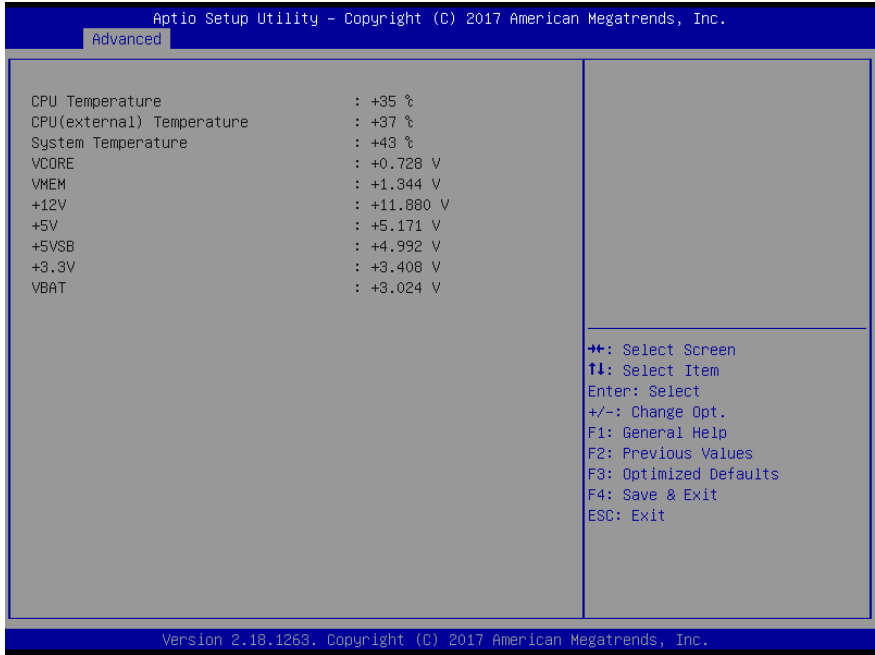 Aptio Setup Utility – Copyright (C) 2017 American Megatrends, Inc.
Advanced
CPU Temperature : +35 ℃
CPU(external) Temperature : +37 ℃
System Temperature : +43 ℃
VCORE : +0.728 V
VMEM : +1.344 V
+12V : +11.880 V
+5V : +5.171 V
+5VSB : +4.992 V
+3.3V : +3.408 V
VBAT : +3.024 V
→←: Select Screen
↑↓: Select Item
Enter: Select
+/-: Change Opt.
F1: General Help
F2: Previous Values
F3: Optimized Defaults
F4: Save & Exit
ESC: Exit
Version 2.18.1263. Copyright (C) 2017 American Megatrends, Inc.